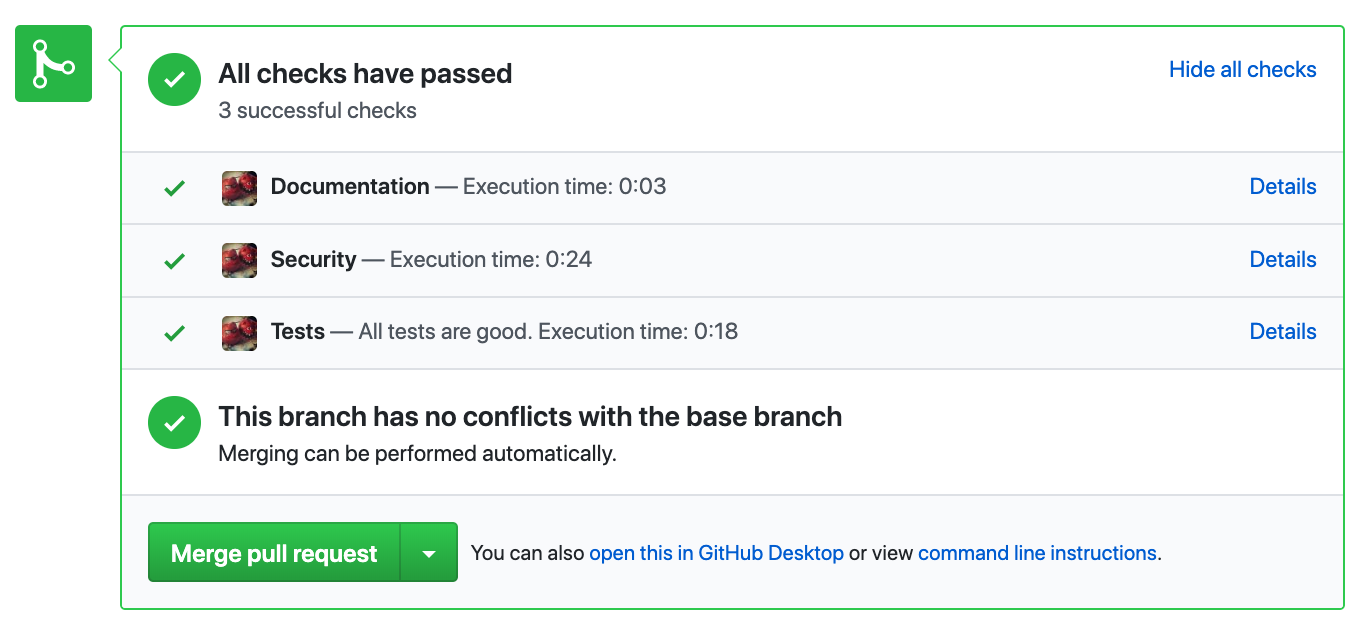 All checks have passed
Hide all checks
3 successful checks
Documentation — Execution time: 0:03
Details
Security — Execution time: 0:24
Details
Tests — All tests are good. Execution time: 0:18
Details
This branch has no conflicts with the base branch
Merging can be performed automatically.
Merge pull request
You can also open this in GitHub Desktop or view command line instructions.